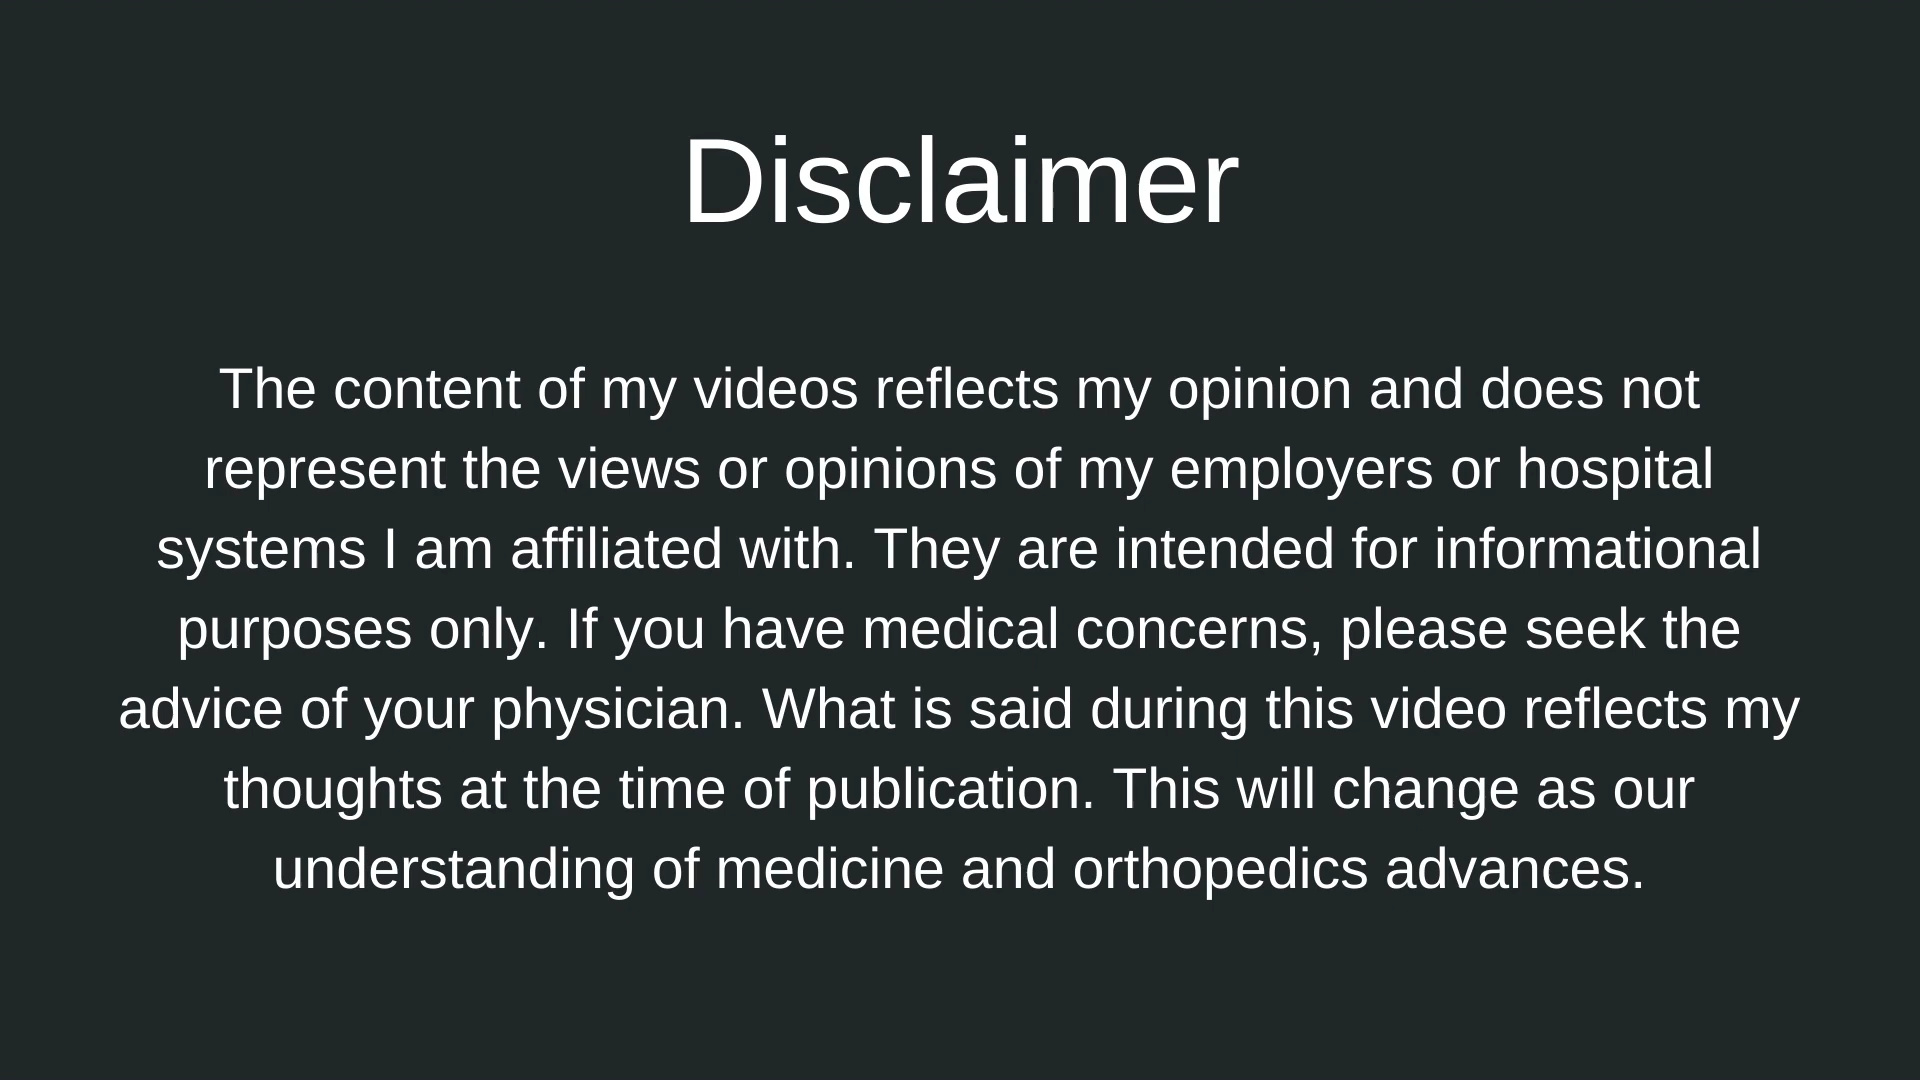 Disclaimer
The content of my videos reflects my opinion and does not
represent the views or opinions of my employers or hospital
systems I am affiliated with. They are intended for informational
purposes only. If you have medical concerns, please seek the
advice of your physician. What is said during this video reflects my
thoughts at the time of publication. This will change as our
understanding of medicine and orthopedics advances.